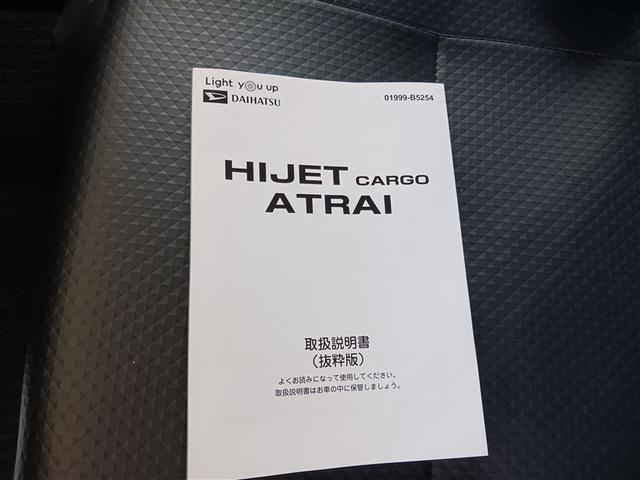 Light you up
DAIHATSU
01999-B5254
HIJET CARGO
ATRAI
取扱説明書
（抜粋版）
よくお読みになって使用してください。
取扱説明書はお車の中に保管しましょう。